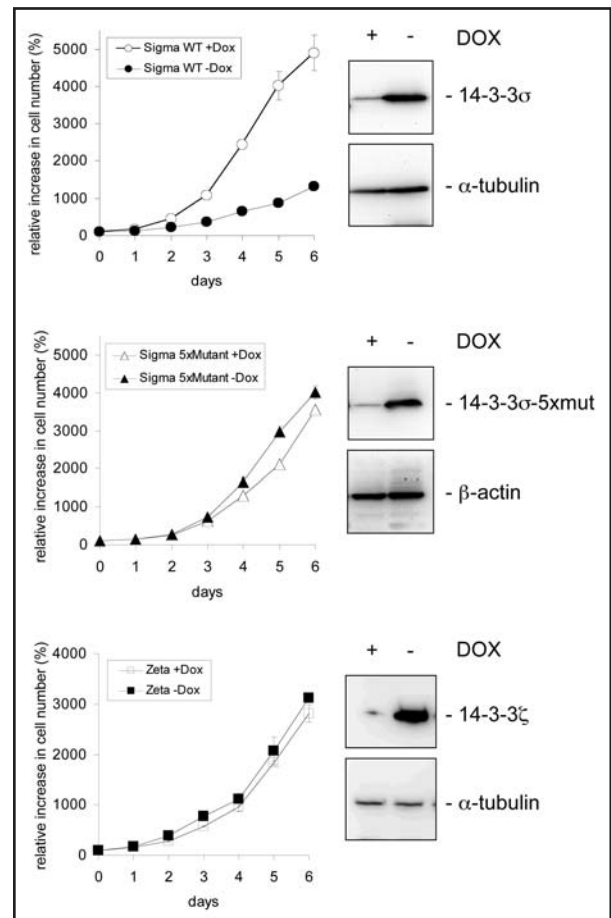 relative increase in cell number (%)
5000
4000
3000
2000
1000
0
Sigma WT +Dox
Sigma WT -Dox
0 1 2 3 4 5 6
days
+ - DOX
- 14-3-3σ
- α-tubulin
relative increase in cell number (%)
5000
4000
3000
2000
1000
0
Sigma 5xMutant +Dox
Sigma 5xMutant -Dox
0 1 2 3 4 5 6
days
+ - DOX
- 14-3-3σ-5xmut
- β-actin
relative increase in cell number (%)
4000
3000
2000
1000
0
Zeta +Dox
Zeta -Dox
0 1 2 3 4 5 6
days
+ - DOX
- 14-3-3ζ
- α-tubulin